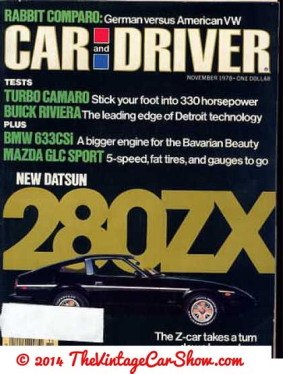 RABBIT COMPARO: German versus American VW
CAR and DRIVER
NOVEMBER 1978 • ONE DOLLAR
TESTS
TURBO CAMARO Stick your foot into 330 horsepower
BUICK RIVIERA The leading edge of Detroit technology
PLUS
BMW 633CSi A bigger engine for the Bavarian Beauty
MAZDA GLC SPORT 5-speed, fat tires, and gauges to go
NEW DATSUN
280ZX
The Z-car takes a turn
© 2014 TheVintageCarShow.com